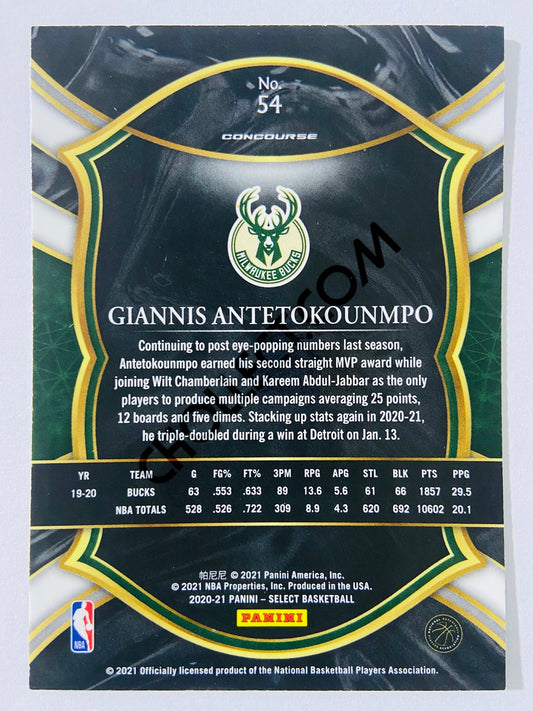 No.
54
CONCOURSE
MILWAUKEE BUCKS
GIANNIS ANTETOKOUNMPO
Continuing to post eye-popping numbers last season,
Antetokounmpo earned his second straight MVP award while
joining Wilt Chamberlain and Kareem Abdul-Jabbar as the only
players to produce multiple campaigns averaging 25 points,
12 boards and five dimes. Stacking up stats again in 2020-21,
he triple-doubled during a win at Detroit on Jan. 13.
YR TEAM G FG% FT% 3PM RPG APG STL BLK PTS PPG
19-20 BUCKS 63 .553 .633 89 13.6 5.6 61 66 1857 29.5
NBA TOTALS 528 .526 .722 309 8.9 4.3 620 692 10602 20.1
帕尼尼 © 2021 Panini America, Inc.
© 2021 NBA Properties, Inc. Produced in the USA.
2020-21 PANINI – SELECT BASKETBALL
PANINI
NBA
© 2021 Officially licensed product of the National Basketball Players Association.